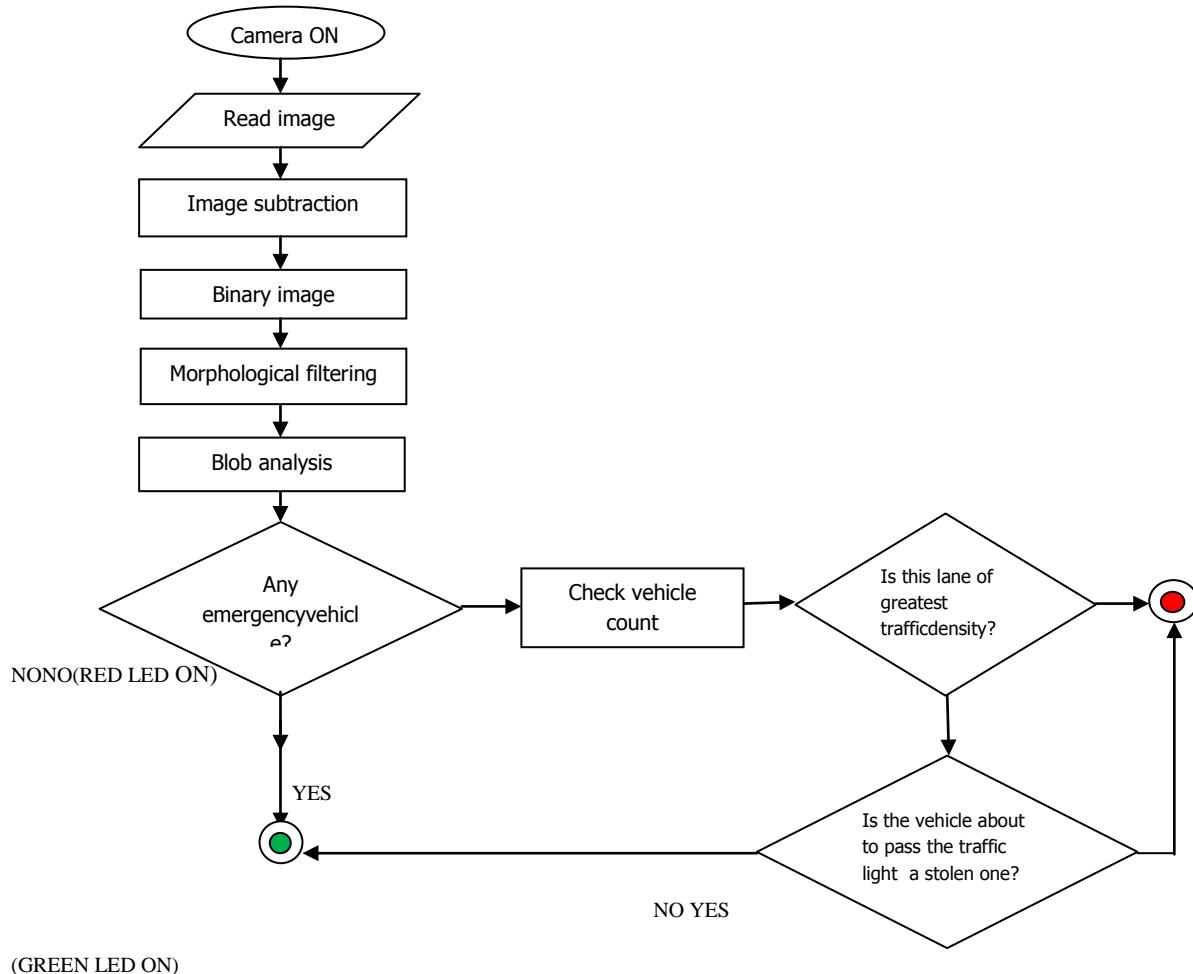 Camera ON
Read image
Image subtraction
Binary image
Morphological filtering
Blob analysis
Any
emergencyvehicl
e?
Check vehicle
count
Is this lane of
greatest
trafficdensity?
NONO(RED LED ON)
YES
Is the vehicle about
to pass the traffic
light a stolen one?
NO YES
(GREEN LED ON)